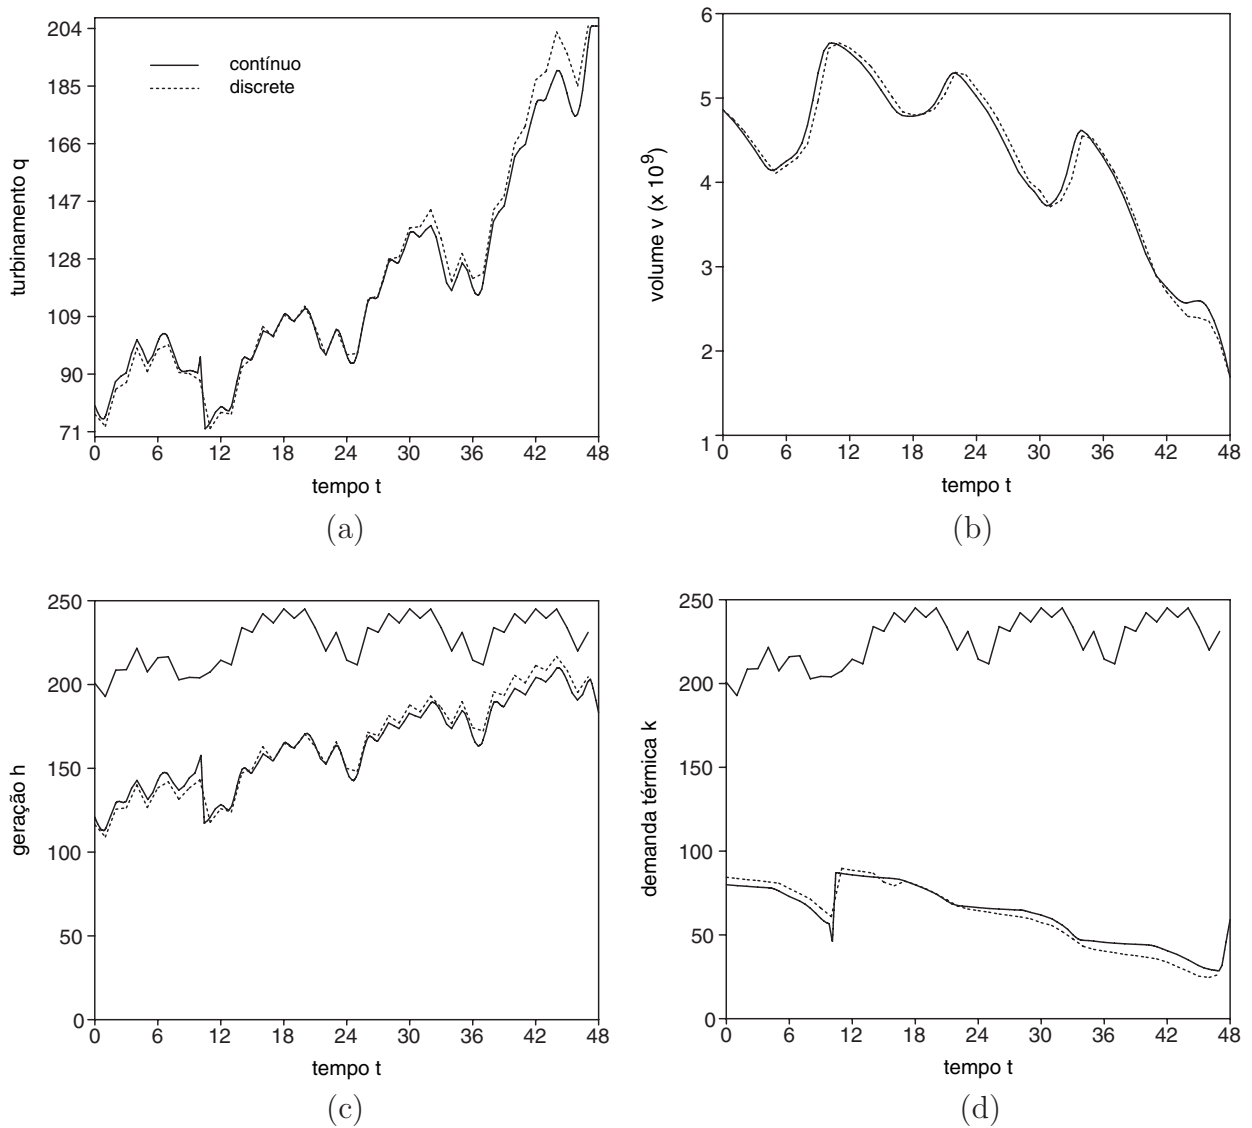 204
185
166
147
128
109
90
71
turbinamento q
contínuo
discrete
0 6 12 18 24 30 36 42 48
tempo t
(a)
6
5
4
3
2
1
volume v (x 10⁹)
0 6 12 18 24 30 36 42 48
tempo t
(b)
250
200
150
100
50
0
geração h
0 6 12 18 24 30 36 42 48
tempo t
(c)
250
200
150
100
50
0
demanda térmica k
0 6 12 18 24 30 36 42 48
tempo t
(d)